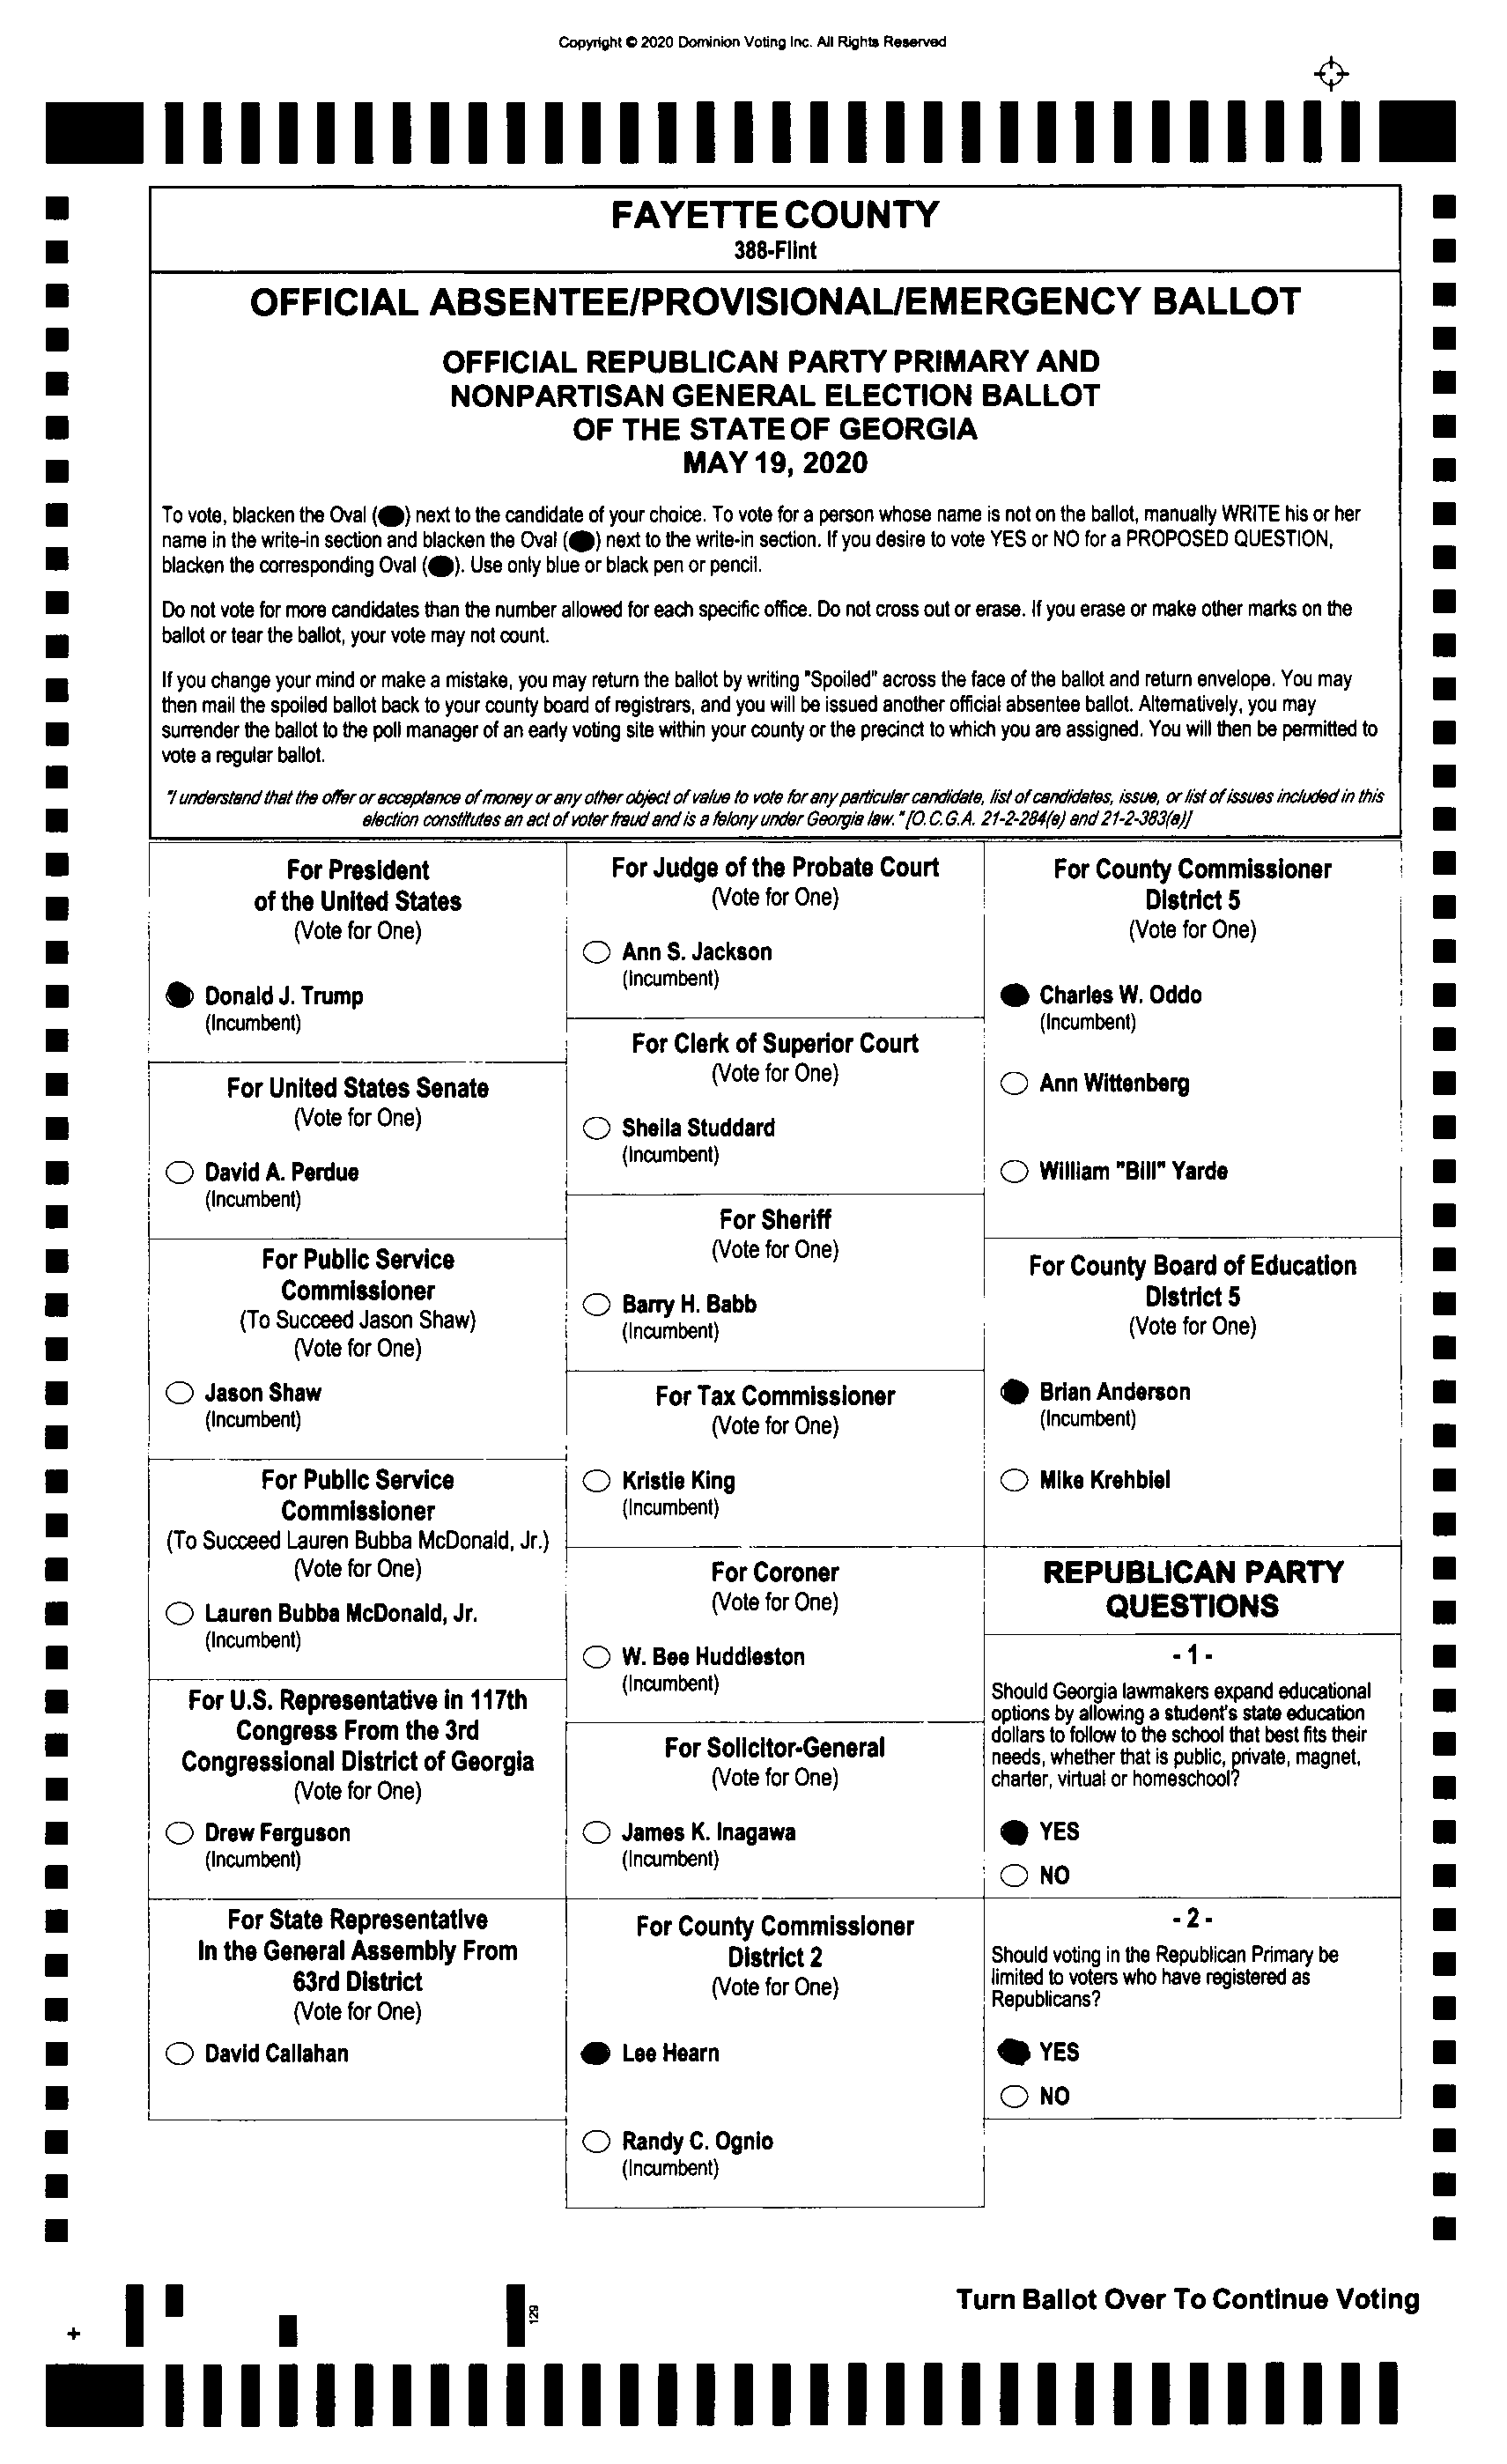 Copyright © 2020 Dominion Voting Inc. All Rights Reserved
FAYETTE COUNTY
388-Flint
OFFICIAL ABSENTEE/PROVISIONAL/EMERGENCY BALLOT
OFFICIAL REPUBLICAN PARTY PRIMARY AND
NONPARTISAN GENERAL ELECTION BALLOT
OF THE STATE OF GEORGIA
MAY 19, 2020
To vote, blacken the Oval ( ) next to the candidate of your choice. To vote for a person whose name is not on the ballot, manually WRITE his or her
name in the write-in section and blacken the Oval ( ) next to the write-in section. If you desire to vote YES or NO for a PROPOSED QUESTION,
blacken the corresponding Oval ( ). Use only blue or black pen or pencil.
Do not vote for more candidates than the number allowed for each specific office. Do not cross out or erase. If you erase or make other marks on the
ballot or tear the ballot, your vote may not count.
If you change your mind or make a mistake, you may return the ballot by writing "Spoiled" across the face of the ballot and return envelope. You may
then mail the spoiled ballot back to your county board of registrars, and you will be issued another official absentee ballot. Alternatively, you may
surrender the ballot to the poll manager of an early voting site within your county or the precinct to which you are assigned. You will then be permitted to
vote a regular ballot.
"I understand that the offer or acceptance of money or any other object of value to vote for any particular candidate, list of candidates, issue, or list of issues included in this
election constitutes an act of voter fraud and is a felony under Georgia law." [O.C.G.A. 21-2-284(e) and 21-2-383(a)]
For President
of the United States
(Vote for One)
Donald J. Trump
(Incumbent)
For United States Senate
(Vote for One)
David A. Perdue
(Incumbent)
For Public Service
Commissioner
(To Succeed Jason Shaw)
(Vote for One)
Jason Shaw
(Incumbent)
For Public Service
Commissioner
(To Succeed Lauren Bubba McDonald, Jr.)
(Vote for One)
Lauren Bubba McDonald, Jr.
(Incumbent)
For U.S. Representative in 117th
Congress From the 3rd
Congressional District of Georgia
(Vote for One)
Drew Ferguson
(Incumbent)
For State Representative
In the General Assembly From
63rd District
(Vote for One)
David Callahan
For Judge of the Probate Court
(Vote for One)
Ann S. Jackson
(Incumbent)
For Clerk of Superior Court
(Vote for One)
Sheila Studdard
(Incumbent)
For Sheriff
(Vote for One)
Barry H. Babb
(Incumbent)
For Tax Commissioner
(Vote for One)
Kristie King
(Incumbent)
For Coroner
(Vote for One)
W. Bee Huddleston
(Incumbent)
For Solicitor-General
(Vote for One)
James K. Inagawa
(Incumbent)
For County Commissioner
District 2
(Vote for One)
Lee Hearn
Randy C. Ognio
(Incumbent)
For County Commissioner
District 5
(Vote for One)
Charles W. Oddo
(Incumbent)
Ann Wittenberg
William "Bill" Yarde
For County Board of Education
District 5
(Vote for One)
Brian Anderson
(Incumbent)
Mike Krehbiel
REPUBLICAN PARTY
QUESTIONS
- 1 -
Should Georgia lawmakers expand educational
options by allowing a student's state education
dollars to follow to the school that best fits their
needs, whether that is public, private, magnet,
charter, virtual or homeschool?
YES
NO
- 2 -
Should voting in the Republican Primary be
limited to voters who have registered as
Republicans?
YES
NO
129
Turn Ballot Over To Continue Voting